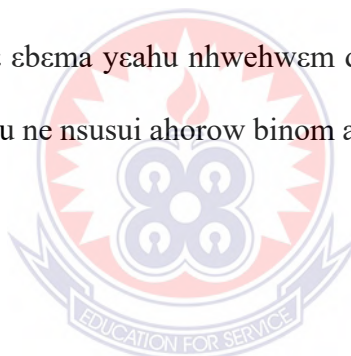 ɛbɛma yɛahu nhwehwɛm
u ne nsusui ahorow binom a
EDUCATION FOR SERVICE